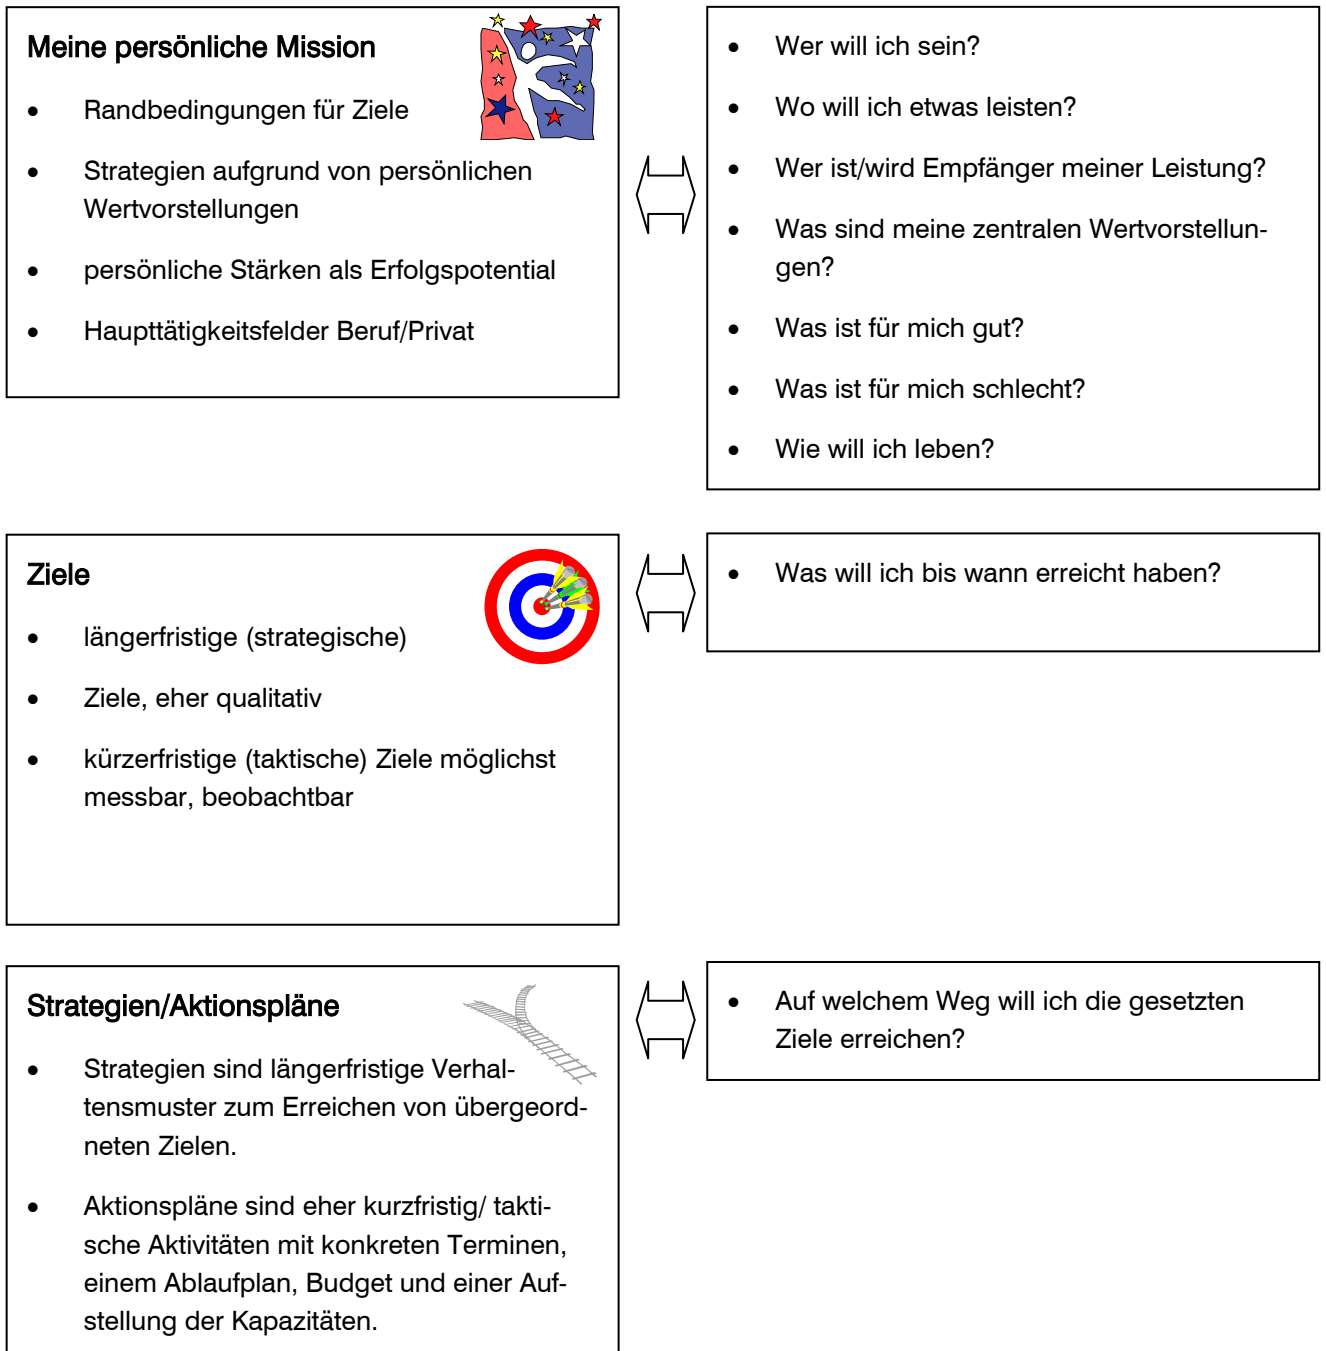 Meine persönliche Mission
• Randbedingungen für Ziele
• Strategien aufgrund von persönlichen
Wertvorstellungen
• persönliche Stärken als Erfolgspotential
• Haupttätigkeitsfelder Beruf/Privat
• Wer will ich sein?
• Wo will ich etwas leisten?
• Wer ist/wird Empfänger meiner Leistung?
• Was sind meine zentralen Wertvorstellun-
gen?
• Was ist für mich gut?
• Was ist für mich schlecht?
• Wie will ich leben?
Ziele
• längerfristige (strategische)
• Ziele, eher qualitativ
• kürzerfristige (taktische) Ziele möglichst
messbar, beobachtbar
• Was will ich bis wann erreicht haben?
Strategien/Aktionspläne
• Strategien sind längerfristige Verhal-
tensmuster zum Erreichen von übergeord-
neten Zielen.
• Aktionspläne sind eher kurzfristig/ takti-
sche Aktivitäten mit konkreten Terminen,
einem Ablaufplan, Budget und einer Auf-
stellung der Kapazitäten.
• Auf welchem Weg will ich die gesetzten
Ziele erreichen?